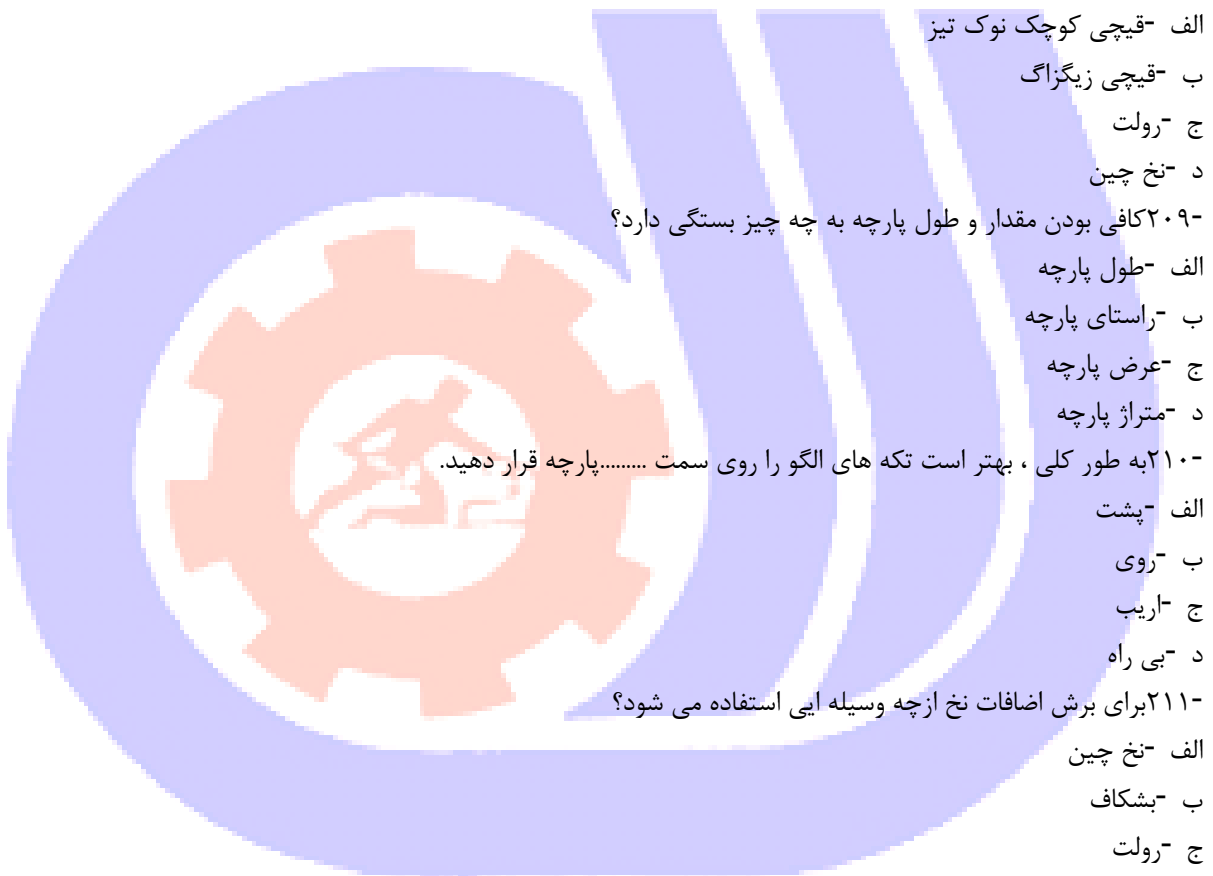 الف -قیچی کوچک نوک تیز
ب -قیچی زیگزاگ
ج -رولت
د -نخ چین
-۲۰۹کافی بودن مقدار و طول پارچه به چه چیز بستگی دارد؟
الف -طول پارچه
ب -راستای پارچه
ج -عرض پارچه
د -متراژ پارچه
-۲۱۰به طور کلی ، بهتر است تکه های الگو را روی سمت .........پارچه قرار دهید.
الف -پشت
ب -روی
ج -اریب
د -بی راه
-۲۱۱برای برش اضافات نخ ازچه وسیله ایی استفاده می شود؟
الف -نخ چین
ب -بشکاف
ج -رولت